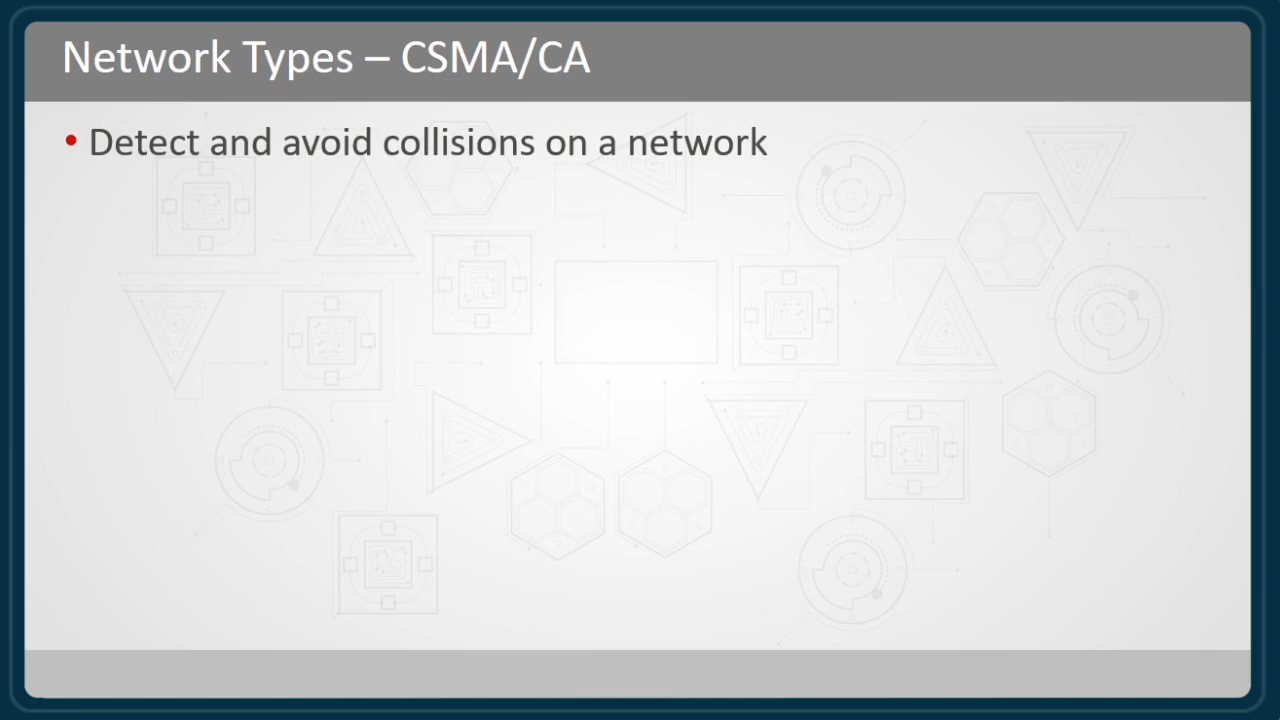 Network Types – CSMA/CA
• Detect and avoid collisions on a network